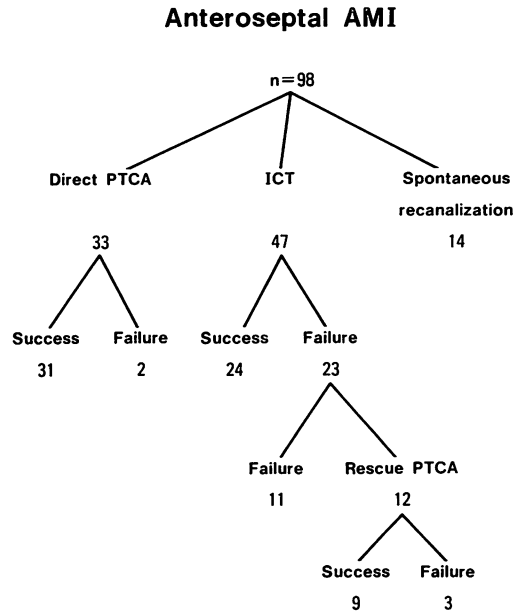 Anteroseptal AMI
n=98
Direct PTCA
ICT
Spontaneous
recanalization
33
47
14
Success
Failure
Success
Failure
31
2
24
23
Failure
Rescue PTCA
11
12
Success
Failure
9
3